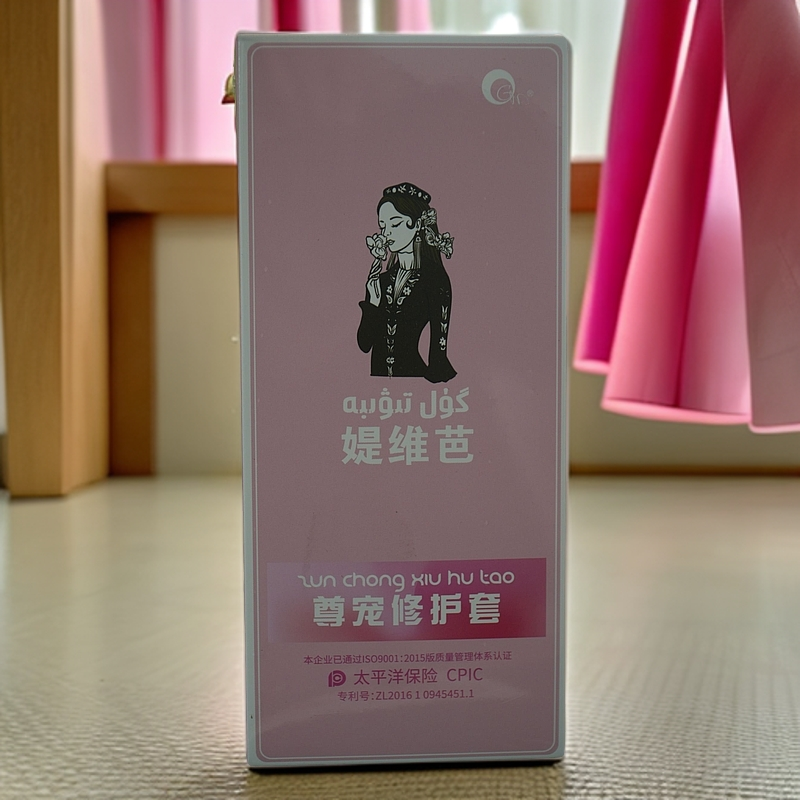 گۈل تىۋىبە
媞维芭
zun chong xiu hu tao
尊宠修护套
本企业已通过ISO9001:2015版质量管理体系认证
太平洋保险 CPIC
专利号:ZL2016 1 0945451.1